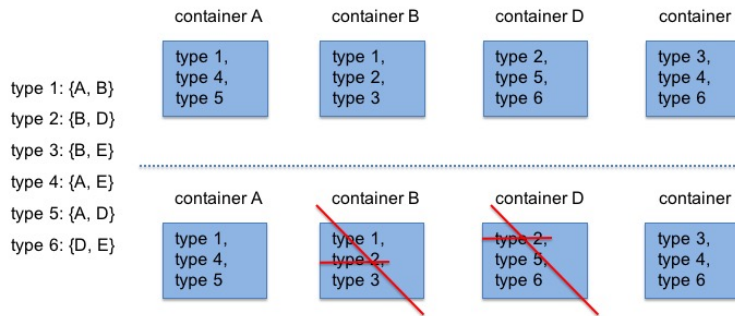 container A
container B
container D
container
type 1,
type 4,
type 5
type 1,
type 2,
type 3
type 2,
type 5,
type 6
type 3,
type 4,
type 6
type 1: {A, B}
type 2: {B, D}
type 3: {B, E}
type 4: {A, E}
type 5: {A, D}
type 6: {D, E}
container A
container B
container D
container
type 1,
type 4,
type 5
type 1,
type 2,
type 3
type 2,
type 5,
type 6
type 3,
type 4,
type 6